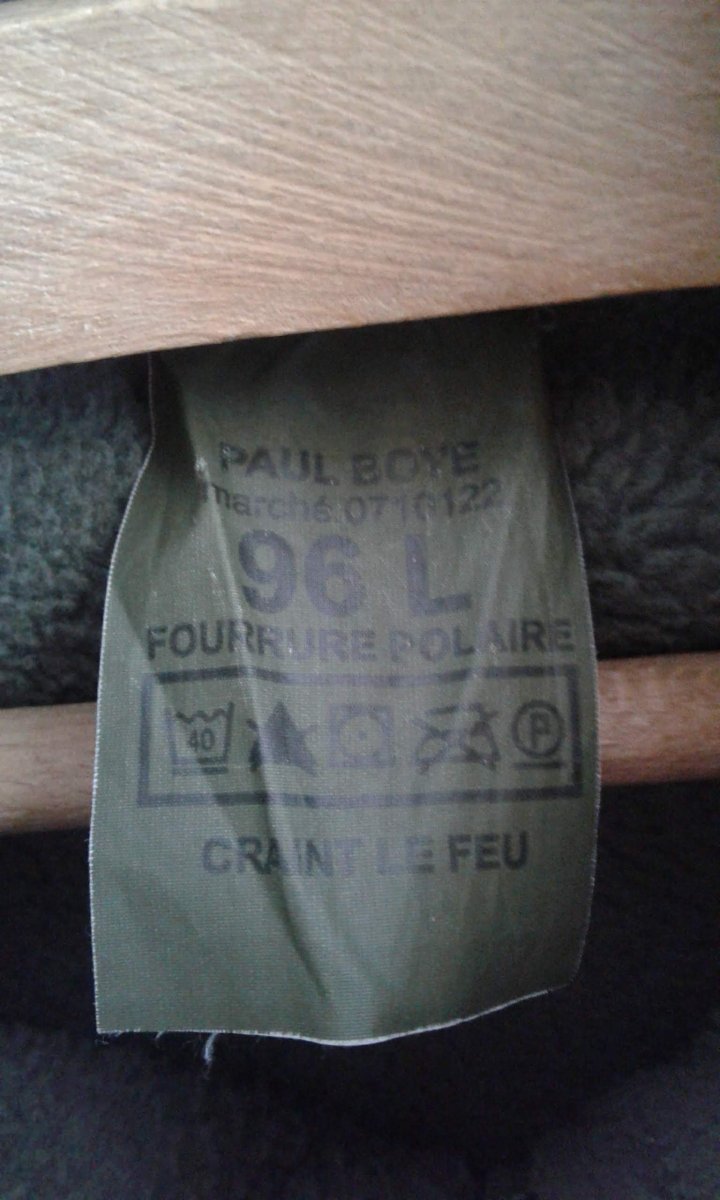 PAUL BOYE
marché 0710122
96 L
FOURRURE POLAIRE
40
P
CRAINT LE FEU